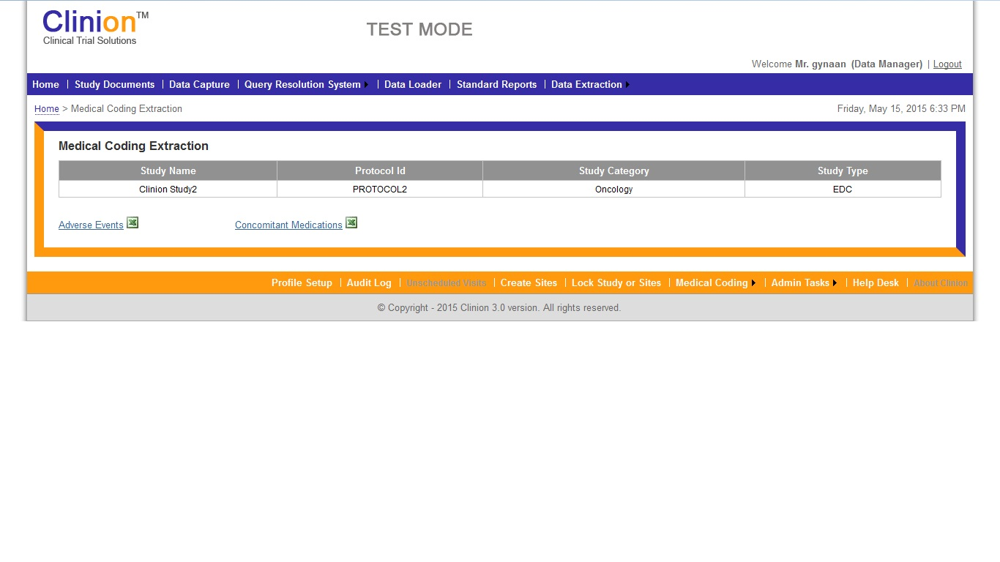 Clinion™
Clinical Trial Solutions
TEST MODE
Welcome Mr. gynaan (Data Manager) | Logout
Home | Study Documents | Data Capture | Query Resolution System | Data Loader | Standard Reports | Data Extraction
Home > Medical Coding Extraction Friday, May 15, 2015 6:33 PM
Medical Coding Extraction
Study Name Protocol Id Study Category Study Type
Clinion Study2 PROTOCOL2 Oncology EDC
Adverse Events Concomitant Medications
Profile Setup | Audit Log | Unscheduled Visits | Create Sites | Lock Study or Sites | Medical Coding | Admin Tasks | Help Desk | About Clinion
© Copyright - 2015 Clinion 3.0 version. All rights reserved.